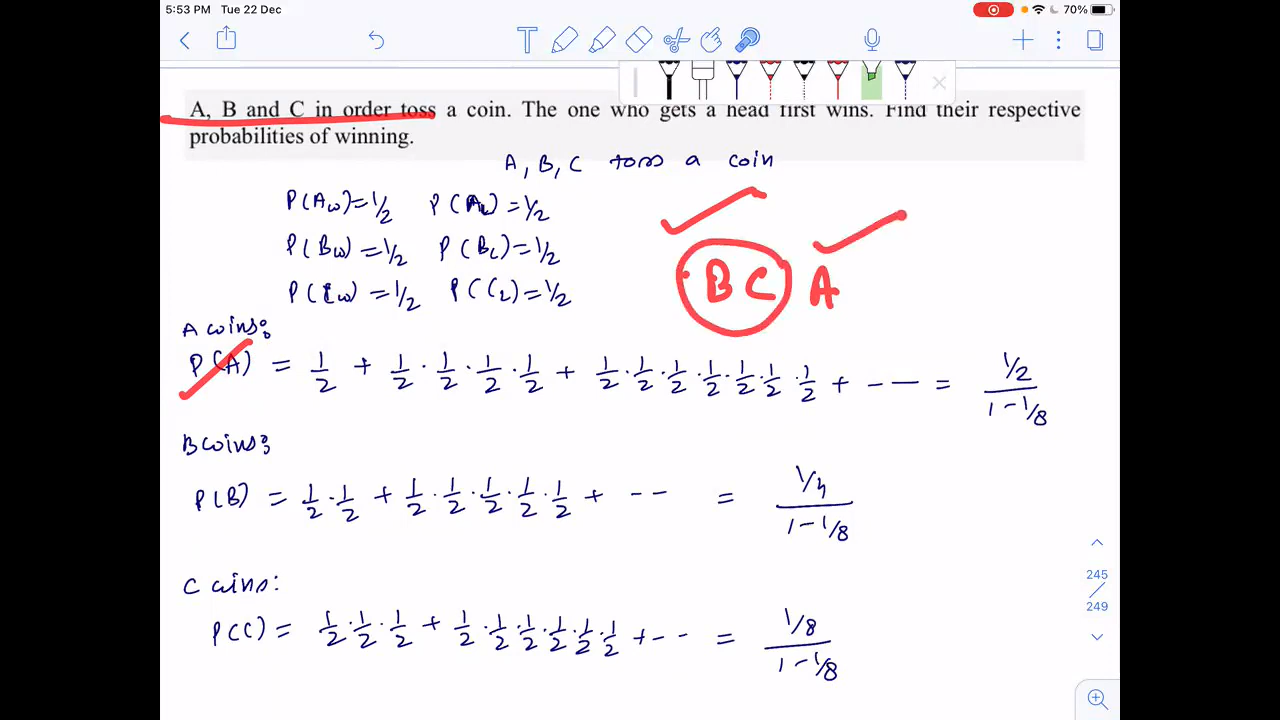 5:53 PM Tue 22 Dec
70%
A, B and C in order toss a coin. The one who gets a head first wins. Find their respective
probabilities of winning.
A, B, C toss a coin
P(Aw)=1/2 P(AL)=1/2
P(Bw)=1/2 P(BL)=1/2
P(Cw)=1/2 P(CL)=1/2
B C A
A wins:
P(A) = 1/2 + 1/2 · 1/2 · 1/2 · 1/2 + 1/2 · 1/2 · 1/2 · 1/2 · 1/2 · 1/2 · 1/2 + - — = 1/2 / 1-1/8
B wins:
P(B) = 1/2 · 1/2 + 1/2 · 1/2 · 1/2 · 1/2 · 1/2 + -- = 1/4 / 1-1/8
C wins:
P(C) = 1/2 · 1/2 · 1/2 + 1/2 · 1/2 · 1/2 · 1/2 · 1/2 · 1/2 + -- = 1/8 / 1-1/8
245
/
249